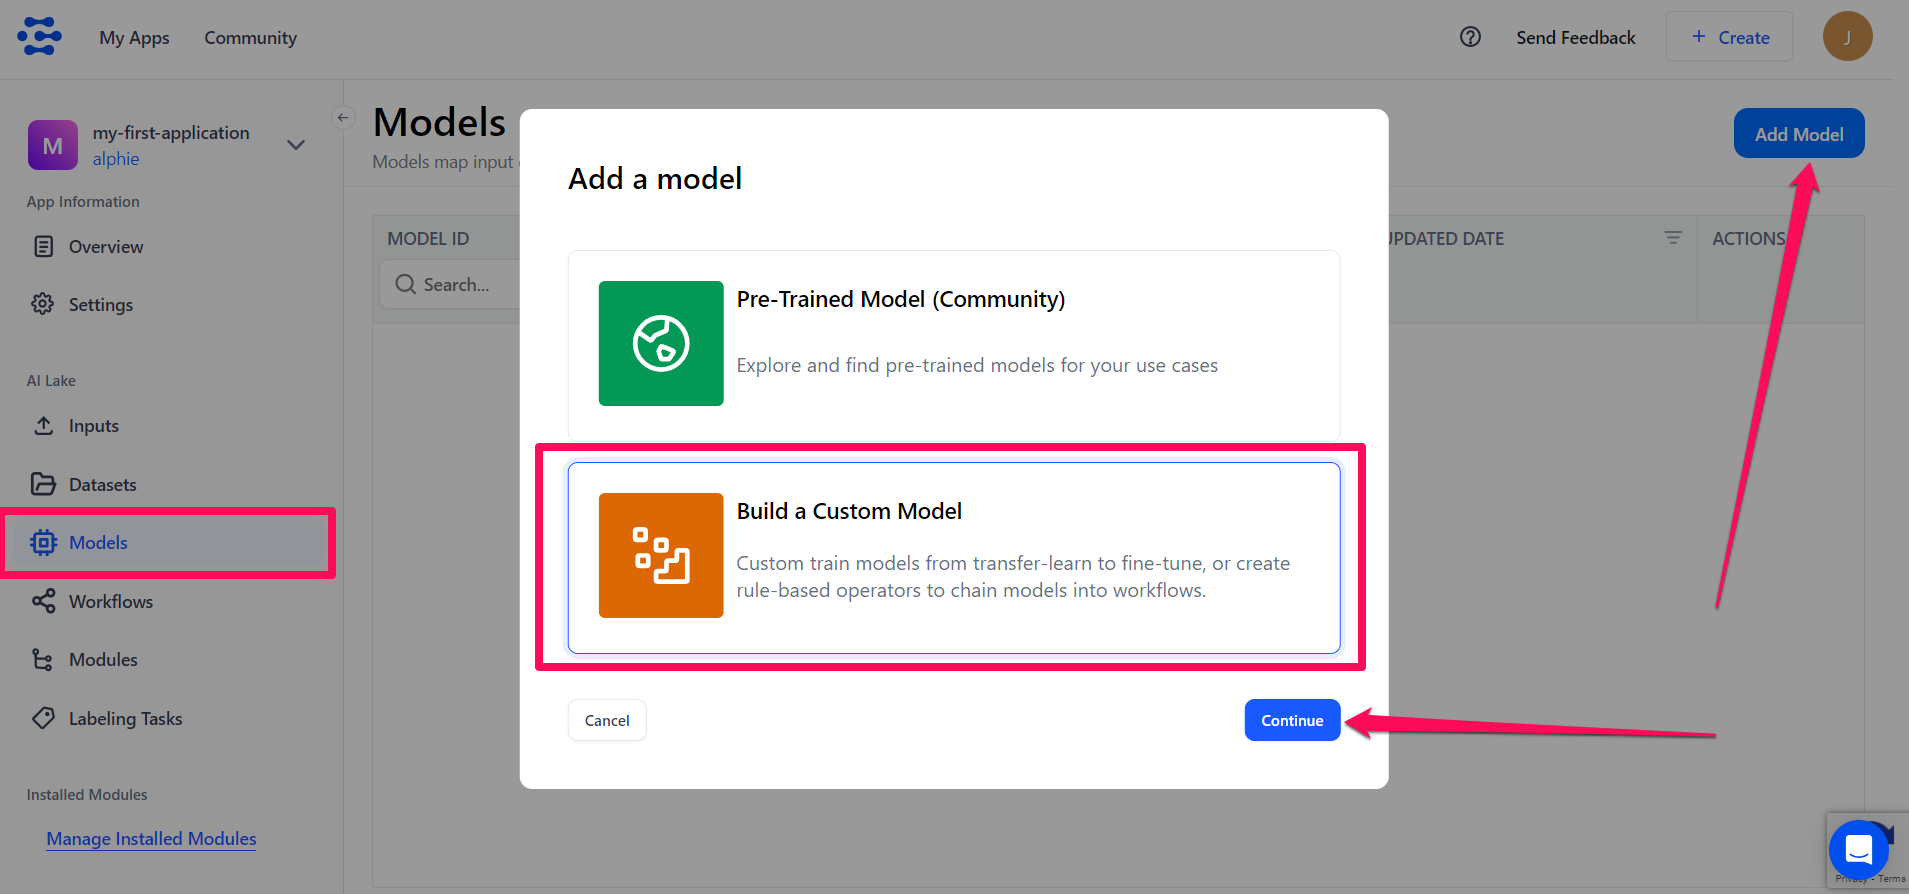 My Apps
Community
Send Feedback
+ Create
J
M
my-first-application
alphie
App Information
Overview
Settings
AI Lake
Inputs
Datasets
Models
Workflows
Modules
Labeling Tasks
Installed Modules
Manage Installed Modules
Models
Models map input
Add Model
MODEL ID
Search...
UPDATED DATE
ACTIONS
Add a model
Pre-Trained Model (Community)
Explore and find pre-trained models for your use cases
Build a Custom Model
Custom train models from transfer-learn to fine-tune, or create
rule-based operators to chain models into workflows.
Cancel
Continue
Privacy - Terms